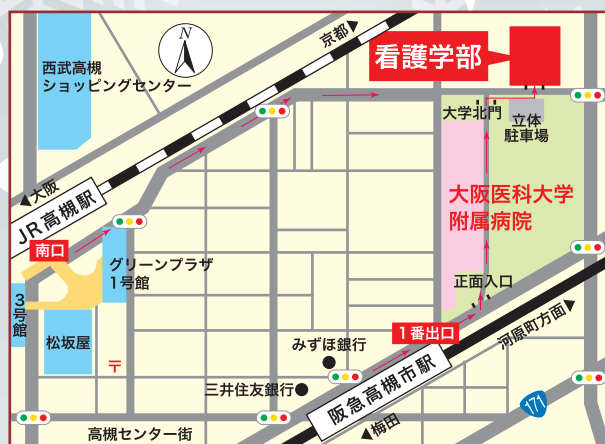 京都
N
西武高槻
ショッピングセンター
看護学部
大学北門
立体
駐車場
大阪
JR高槻駅
大阪医科大学
附属病院
南口
グリーンプラザ
1号館
正面入口
3号館
松坂屋
〒
1番出口
みずほ銀行
河原町方面
三井住友銀行
阪急高槻市駅
171
高槻センター街
梅田